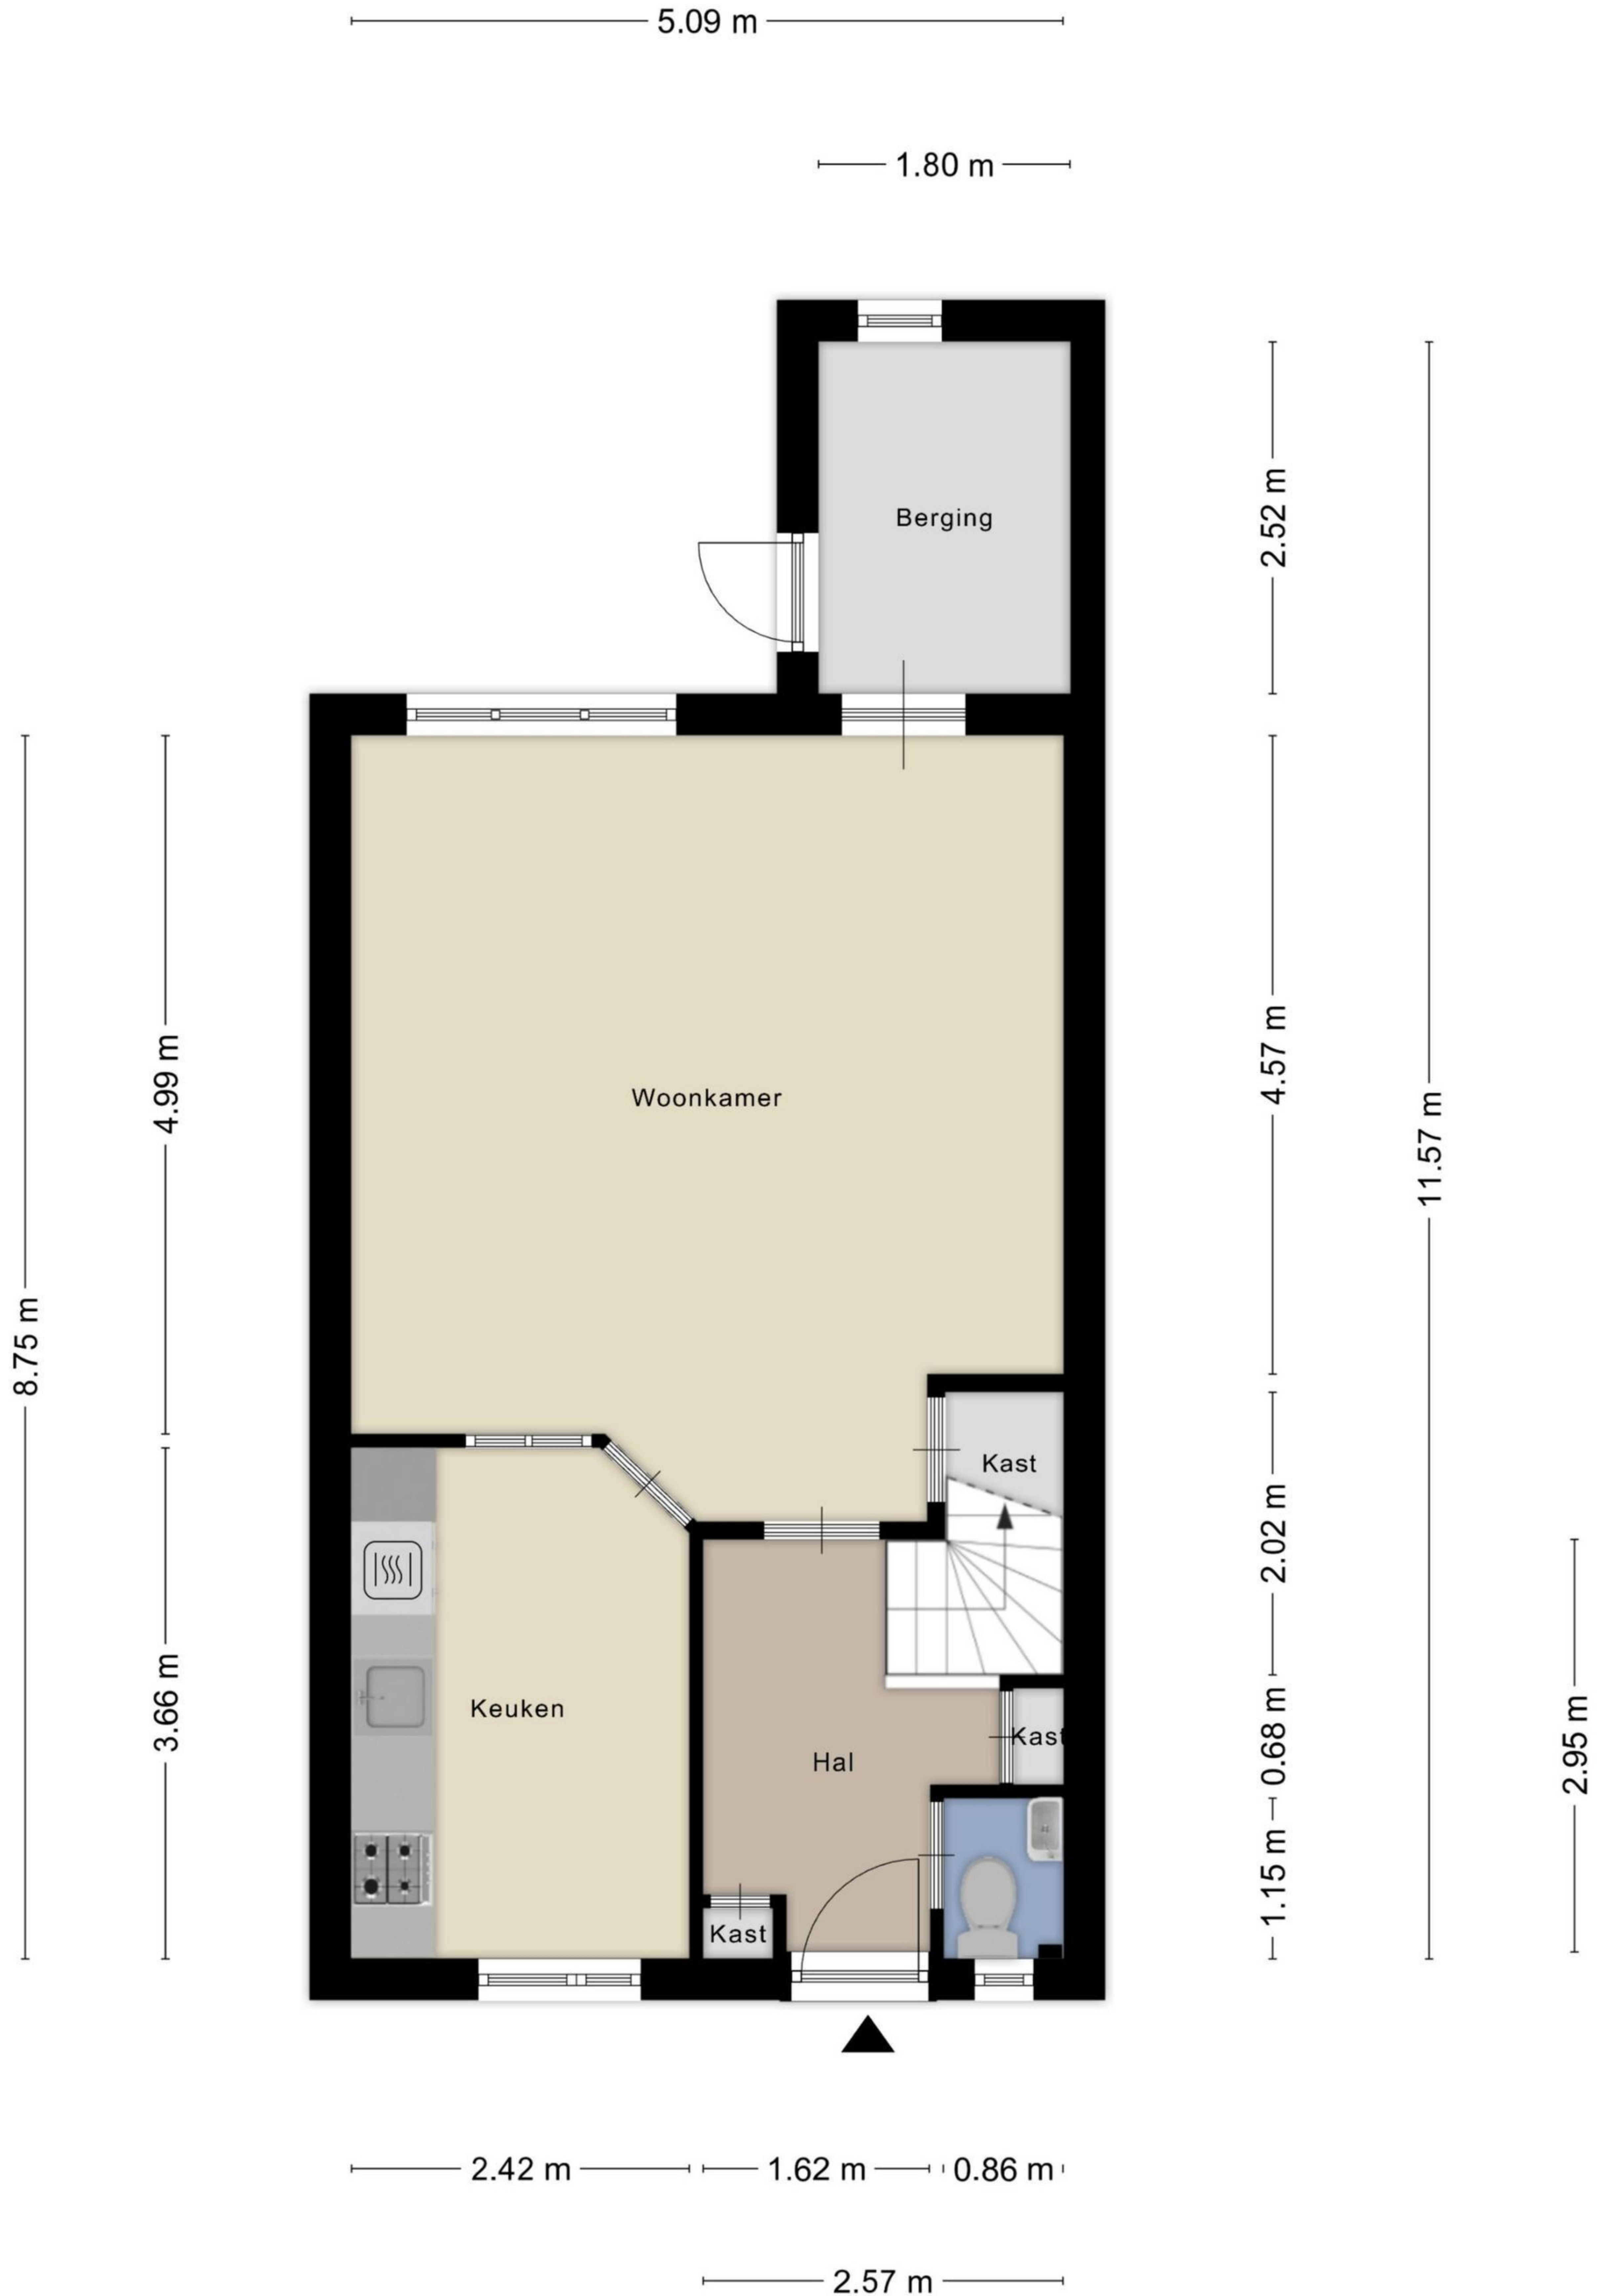 5.09 m
1.80 m
Berging
2.52 m
Woonkamer
4.99 m
4.57 m
11.57 m
8.75 m
Kast
2.02 m
Keuken
3.66 m
Hal
Kast
0.68 m
2.95 m
Kast
1.15 m
2.42 m
1.62 m
0.86 m
2.57 m